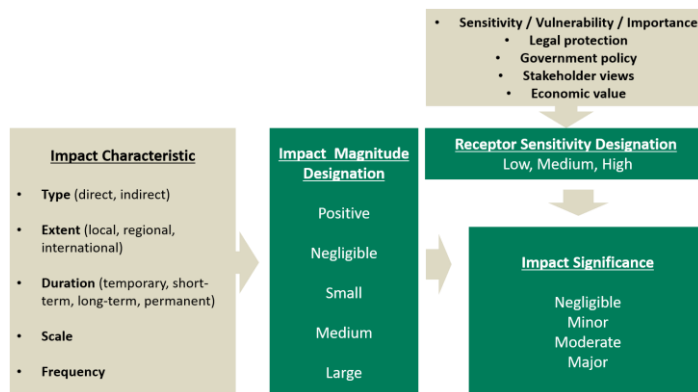 • Sensitivity / Vulnerability / Importance
• Legal protection
• Government policy
• Stakeholder views
• Economic value
Impact Characteristic
• Type (direct, indirect)
• Extent (local, regional,
international)
• Duration (temporary, short-
term, long-term, permanent)
• Scale
• Frequency
Impact Magnitude
Designation
Positive
Negligible
Small
Medium
Large
Receptor Sensitivity Designation
Low, Medium, High
Impact Significance
Negligible
Minor
Moderate
Major